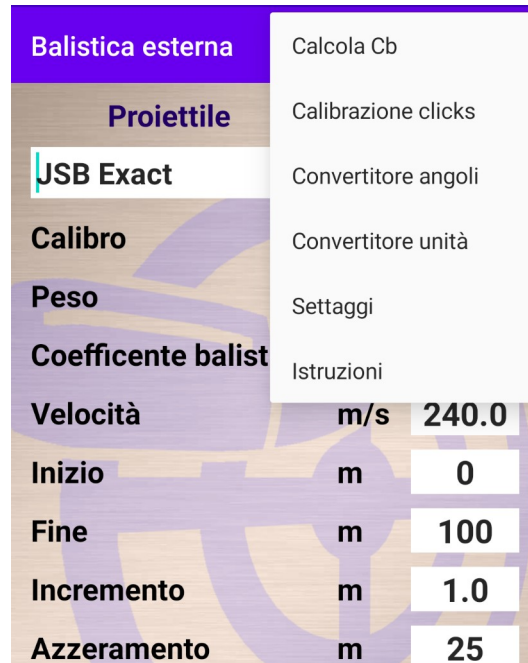 Balistica esterna
Calcola Cb
Proiettile
Calibrazione clicks
JSB Exact
Convertitore angoli
Calibro
Convertitore unità
Peso
Settaggi
Coefficente balist
Istruzioni
Velocità m/s 240.0
Inizio m 0
Fine m 100
Incremento m 1.0
Azzeramento m 25